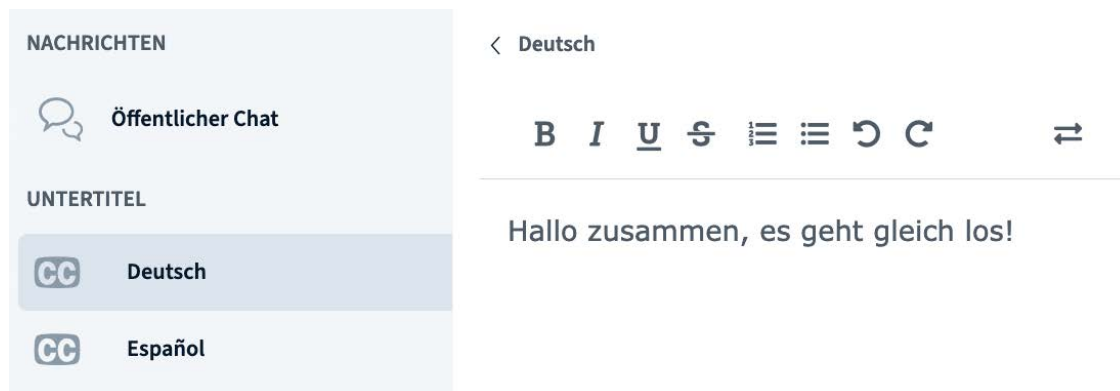 NACHRICHTEN
Öffentlicher Chat
UNTERTITEL
CC Deutsch
CC Español
Deutsch
B I U S
Hallo zusammen, es geht gleich los!